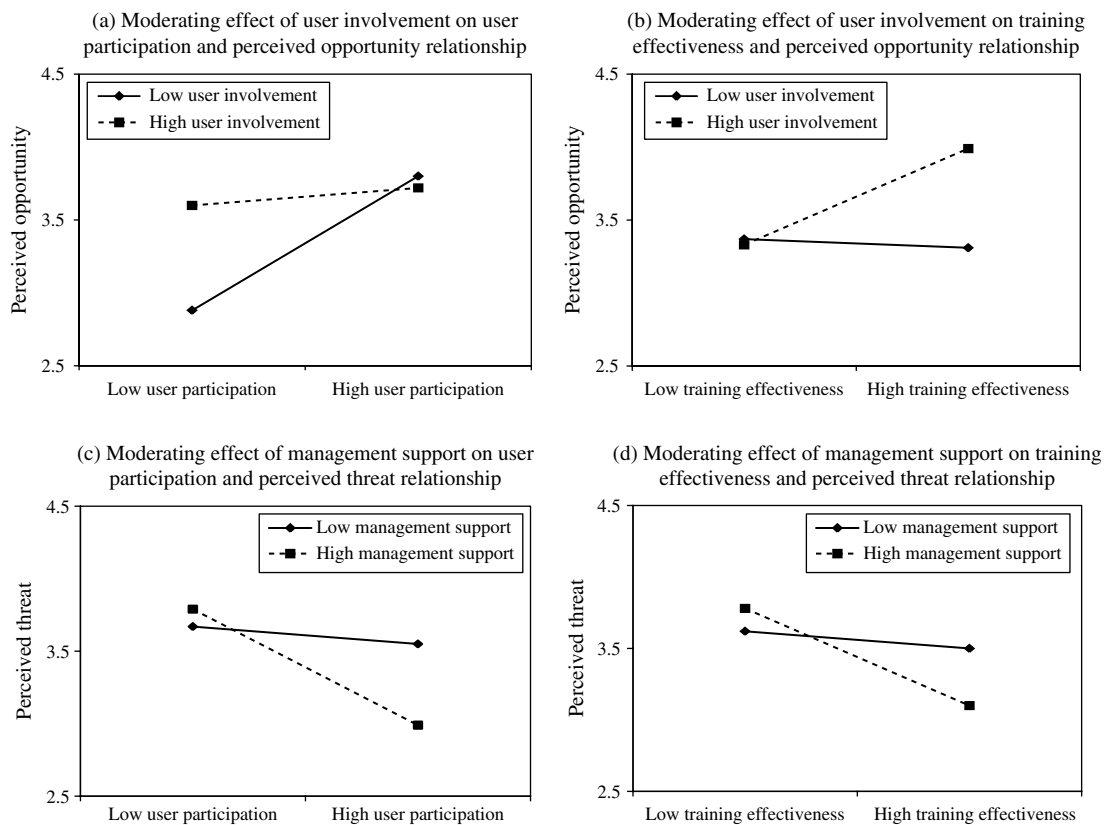 (a) Moderating effect of user involvement on user
participation and perceived opportunity relationship
4.5
Low user involvement
High user involvement
Perceived opportunity
3.5
2.5
Low user participation
High user participation
(b) Moderating effect of user involvement on training
effectiveness and perceived opportunity relationship
4.5
Low user involvement
High user involvement
Perceived opportunity
3.5
2.5
Low training effectiveness
High training effectiveness
(c) Moderating effect of management support on user
participation and perceived threat relationship
4.5
Low management support
High management support
Perceived threat
3.5
2.5
Low user participation
High user participation
(d) Moderating effect of management support on training
effectiveness and perceived threat relationship
4.5
Low management support
High management support
Perceived threat
3.5
2.5
Low training effectiveness
High training effectiveness